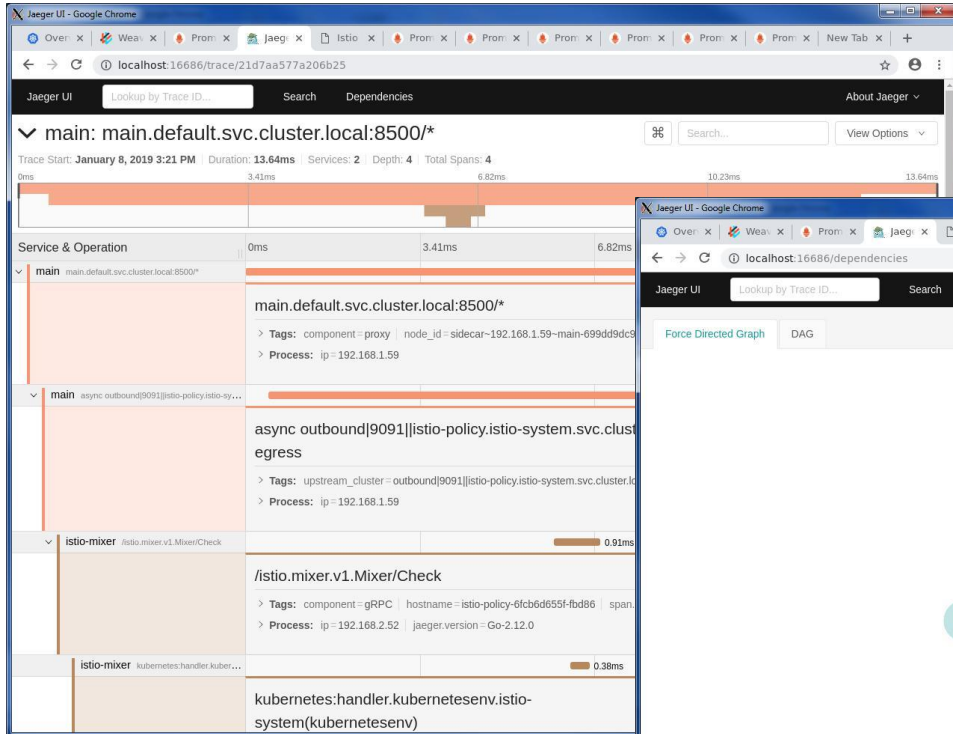 Jaeger UI - Google Chrome
Over Weav Prom Jaeg Istio Prom Prom Prom Prom Prom Prom New Tab
localhost:16686/trace/21d7aa577a206b25
Jaeger UI Lookup by Trace ID... Search Dependencies About Jaeger
main: main.default.svc.cluster.local:8500/* ⌘ Search... View Options
Trace Start: January 8, 2019 3:21 PM Duration: 13.64ms Services: 2 Depth: 4 Total Spans: 4
0ms 3.41ms 6.82ms 10.23ms 13.64ms
Service & Operation 0ms 3.41ms 6.82ms
main main.default.svc.cluster.local:8500/*
main.default.svc.cluster.local:8500/*
> Tags: component = proxy node_id = sidecar~192.168.1.59~main-699dd9dc9
> Process: ip = 192.168.1.59
main async outbound|9091||istio-policy.istio-sy...
async outbound|9091||istio-policy.istio-system.svc.clust
egress
> Tags: upstream_cluster = outbound|9091||istio-policy.istio-system.svc.cluster.lo
> Process: ip = 192.168.1.59
istio-mixer /istio.mixer.v1.Mixer/Check 0.91ms
/istio.mixer.v1.Mixer/Check
> Tags: component = gRPC hostname = istio-policy-6fcb6d655f-fbd86 span.
> Process: ip = 192.168.2.52 jaeger.version = Go-2.12.0
istio-mixer kubernetes:handler.kuber... 0.38ms
kubernetes:handler.kubernetesenv.istio-
system(kubernetesenv)
Jaeger UI - Google Chrome
Over Weav Prom Jaeg
localhost:16686/dependencies
Jaeger UI Lookup by Trace ID... Search
Force Directed Graph DAG